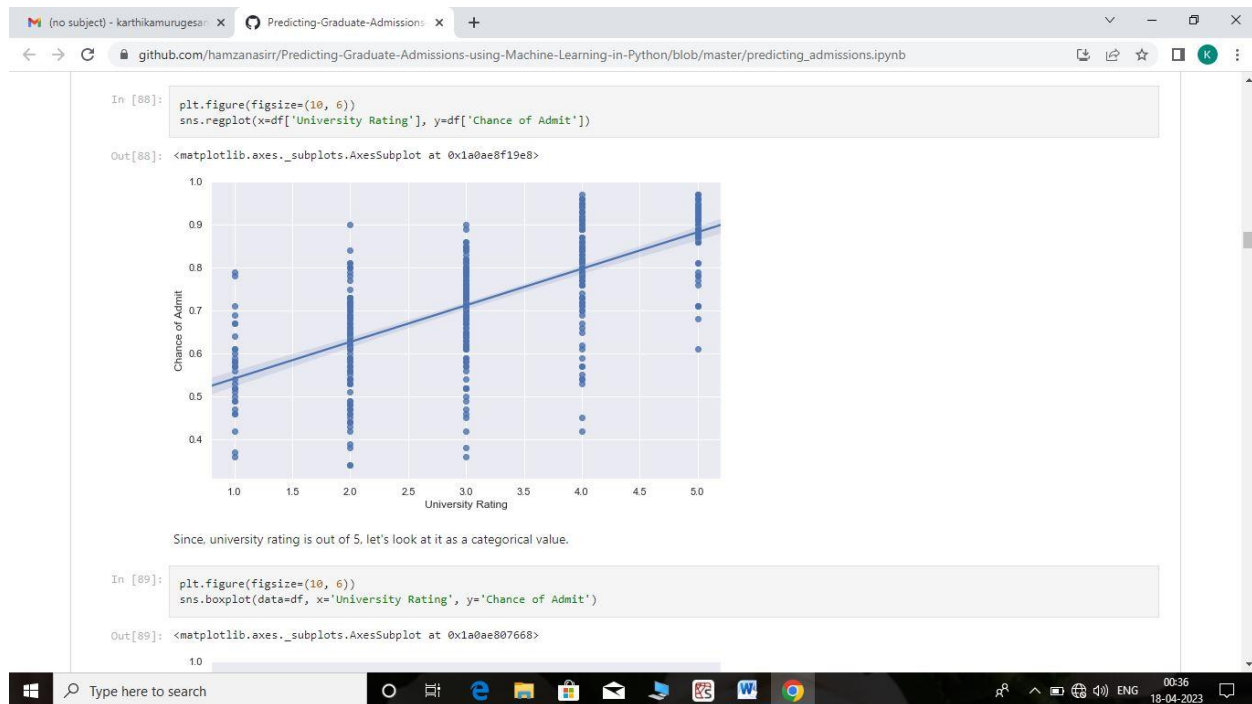 (no subject) - karthikamurugesan
Predicting-Graduate-Admissions
github.com/hamzanasirr/Predicting-Graduate-Admissions-using-Machine-Learning-in-Python/blob/master/predicting_admissions.ipynb
K
In [88]:
plt.figure(figsize=(10, 6))
sns.regplot(x=df['University Rating'], y=df['Chance of Admit'])
Out[88]: <matplotlib.axes._subplots.AxesSubplot at 0x1a0ae8f19e8>
1.0
0.9
0.8
0.7
0.6
0.5
0.4
Chance of Admit
1.0 1.5 2.0 2.5 3.0 3.5 4.0 4.5 5.0
University Rating
Since, university rating is out of 5, let's look at it as a categorical value.
In [89]:
plt.figure(figsize=(10, 6))
sns.boxplot(data=df, x='University Rating', y='Chance of Admit')
Out[89]: <matplotlib.axes._subplots.AxesSubplot at 0x1a0ae807668>
1.0
Type here to search
ENG
00:36
18-04-2023